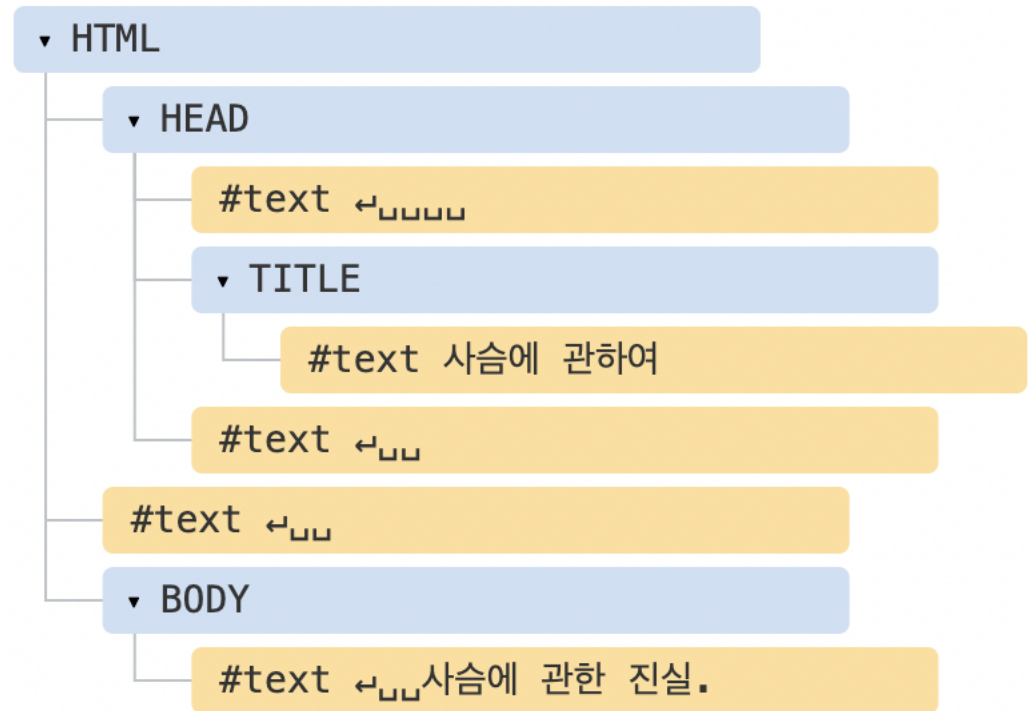 ▾ HTML
▾ HEAD
#text ↵␣␣␣␣
▾ TITLE
#text 사슴에 관하여
#text ↵␣␣
#text ↵␣␣
▾ BODY
#text ↵␣␣사슴에 관한 진실.